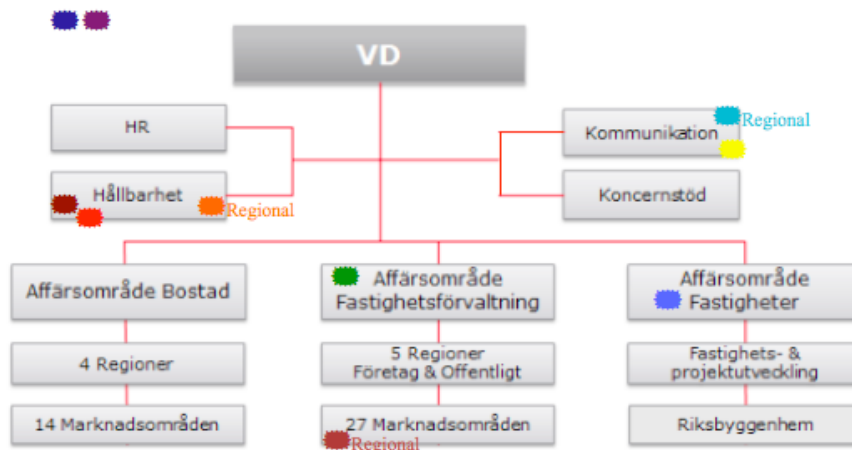 VD
HR
Kommunikation
Regional
Hållbarhet
Regional
Koncernstöd
Affärsområde Bostad
Affärsområde
Fastighetsförvaltning
Affärsområde
Fastigheter
4 Regioner
5 Regioner
Företag & Offentligt
Fastighets- &
projektutveckling
14 Marknadsområden
27 Marknadsområden
Regional
Riksbyggenhem